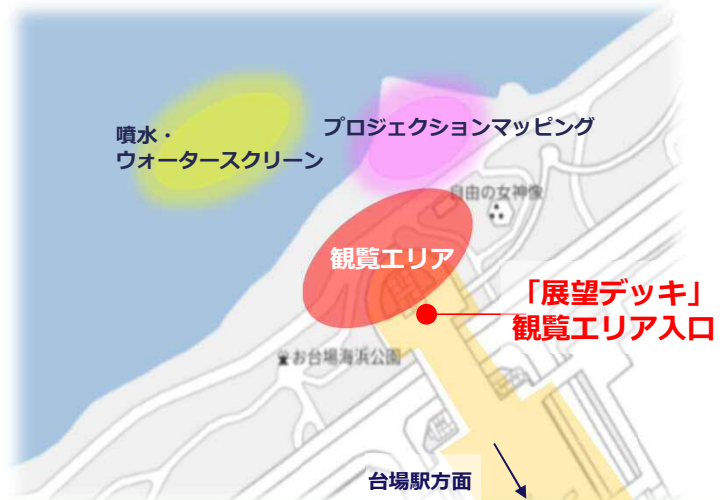 噴水・
ウォータースクリーン
プロジェクションマッピング
自由の女神像
観覧エリア
「展望デッキ」
観覧エリア入口
お台場海浜公園
台場駅方面